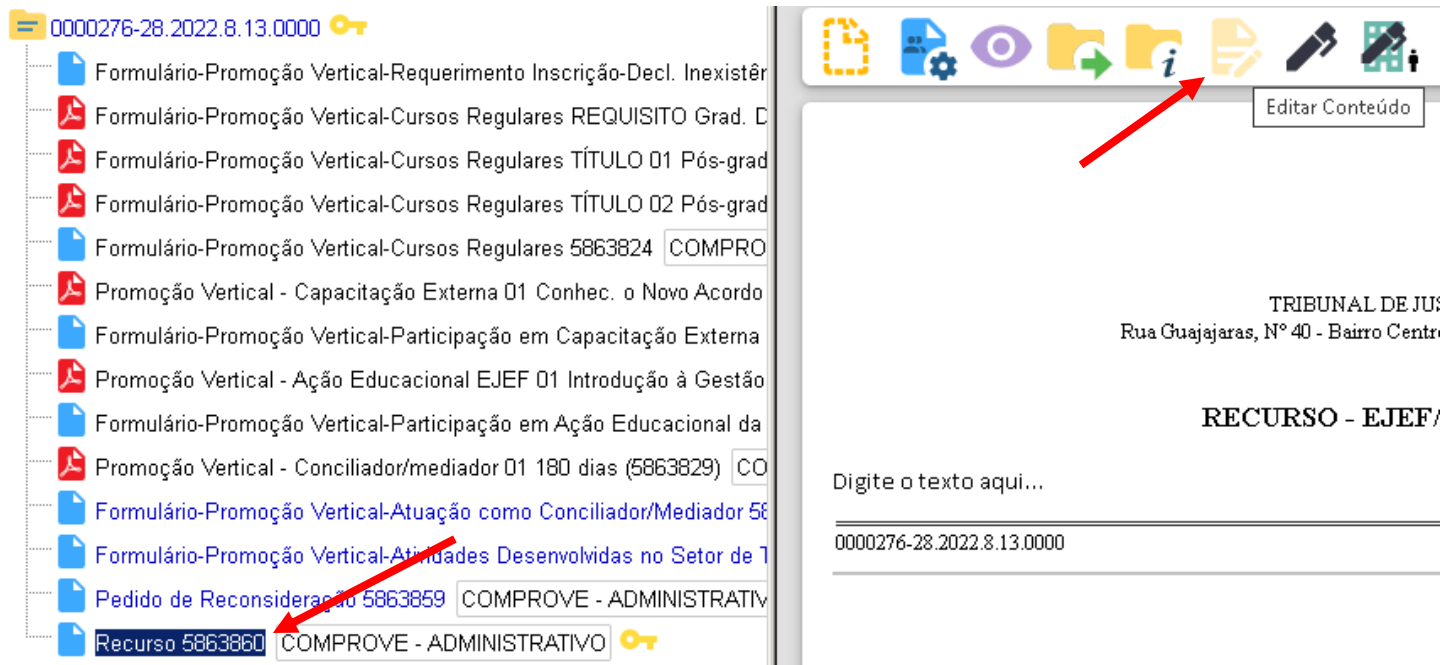 0000276-28.2022.8.13.0000
Formulário-Promoção Vertical-Requerimento Inscrição-Decl.
Formulário-Promoção Vertical-Cursos Regulares REQUISITO Grad.
Formulário-Promoção Vertical-Cursos Regulares TÍTULO 01 Pós-grad
Formulário-Promoção Vertical-Cursos Regulares TÍTULO 02 Pós-grad
Formulário-Promoção Vertical-Cursos Regulares 5863824 COMPRO
Promoção Vertical - Capacitação Externa 01 Conhec. o Novo Acordo
Formulário-Promoção Vertical-Participação em Capacitação Externa
Promoção Vertical - Ação Educacional EJEF 01 Introdução à Gestão
Formulário-Promoção Vertical-Participação em Ação Educacional da
Promoção Vertical - Conciliador/mediador 01 180 dias (5863829) CO
Formulário-Promoção Vertical-Atuação como Conciliador/Mediador 58
Formulário-Promoção Vertical-Atividades Desenvolvidas no Setor de
Pedido de Reconsideração 5863859 COMPROVE - ADMINISTRATIV
Recurso 5863860 COMPROVE - ADMINISTRATIVO
Editar Conteúdo
TRIBUNAL DE JUS
Rua Guajajaras, Nº 40 - Bairro Centro
RECURSO - EJEF/
Digite o texto aqui...
0000276-28.2022.8.13.0000